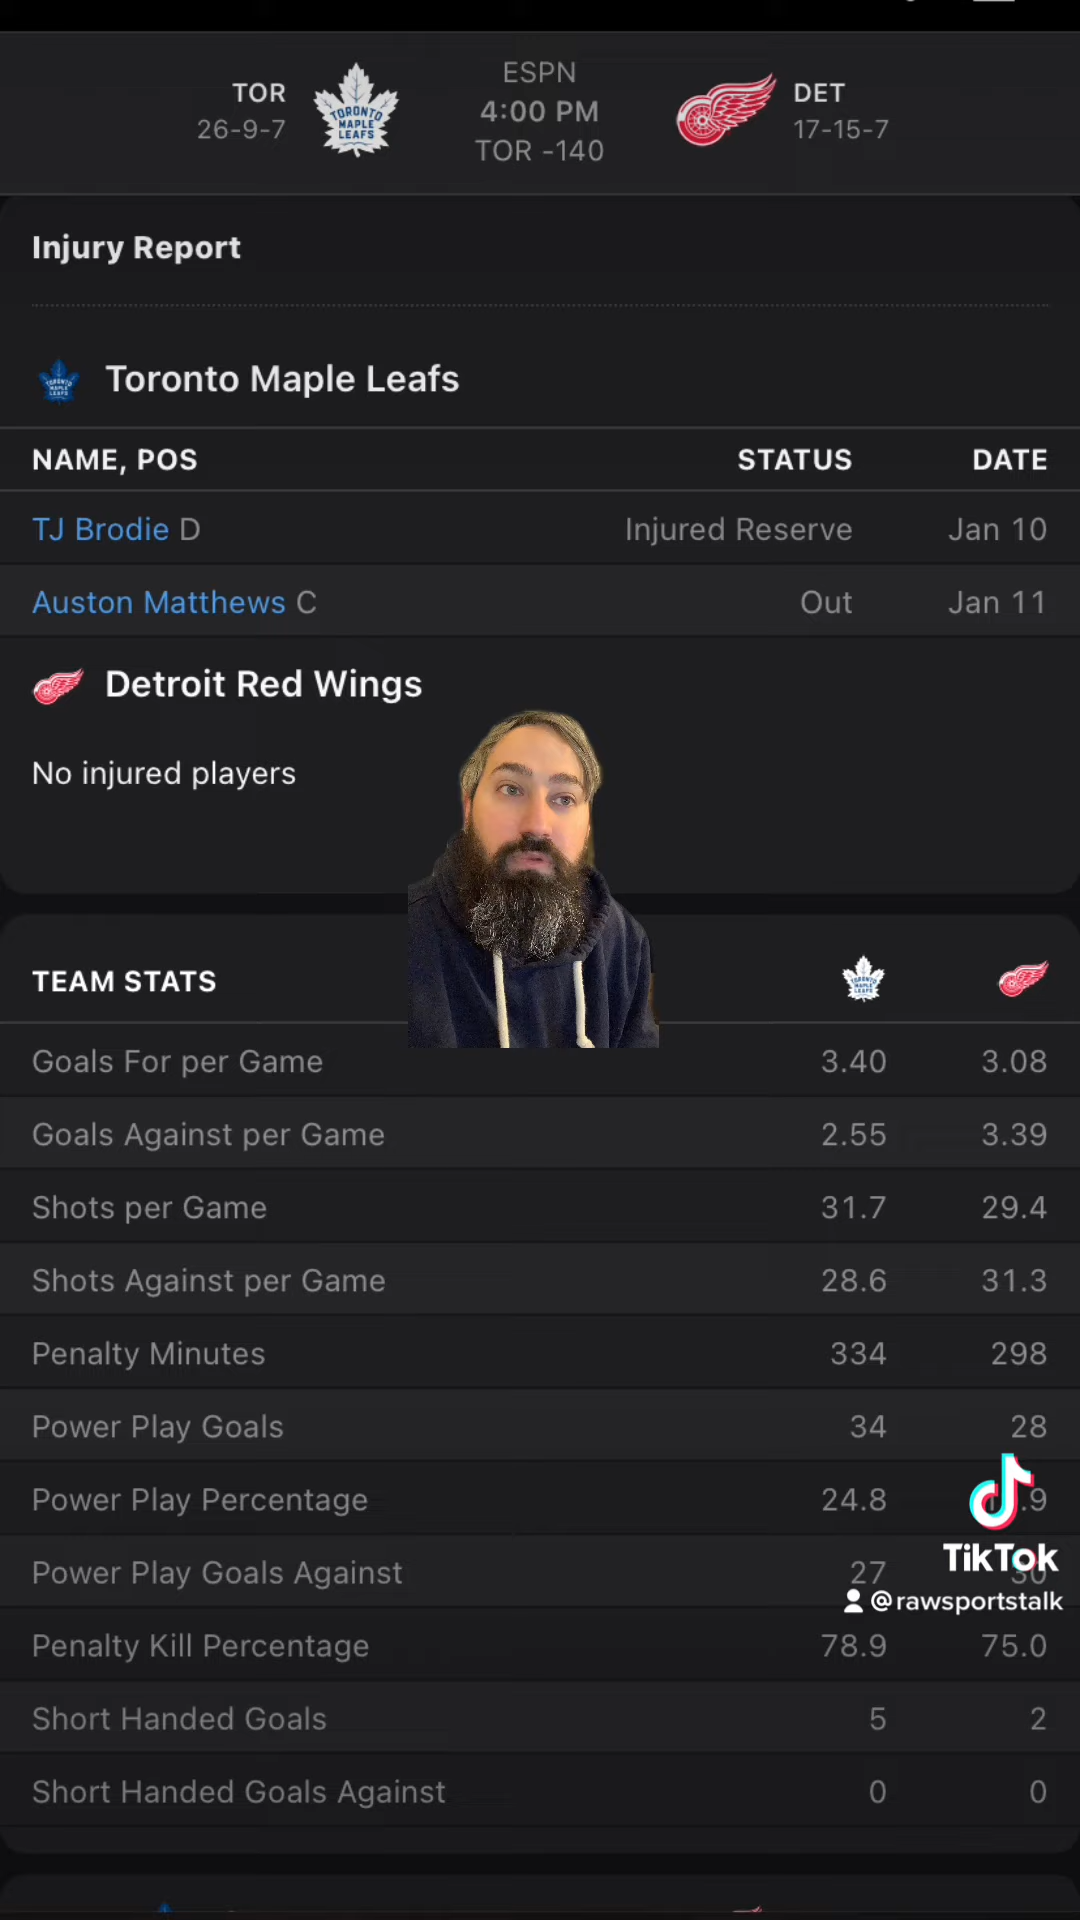 ESPN
TOR
26-9-7
TORONTO MAPLE LEAFS
4:00 PM
TOR -140
DET
17-15-7
Injury Report
Toronto Maple Leafs
NAME, POS STATUS DATE
TJ Brodie D Injured Reserve Jan 10
Auston Matthews C Out Jan 11
Detroit Red Wings
No injured players
TEAM STATS
Goals For per Game 3.40 3.08
Goals Against per Game 2.55 3.39
Shots per Game 31.7 29.4
Shots Against per Game 28.6 31.3
Penalty Minutes 334 298
Power Play Goals 34 28
Power Play Percentage 24.8 .9
Power Play Goals Against 27 30
TikTok
@rawsportstalk
Penalty Kill Percentage 78.9 75.0
Short Handed Goals 5 2
Short Handed Goals Against 0 0